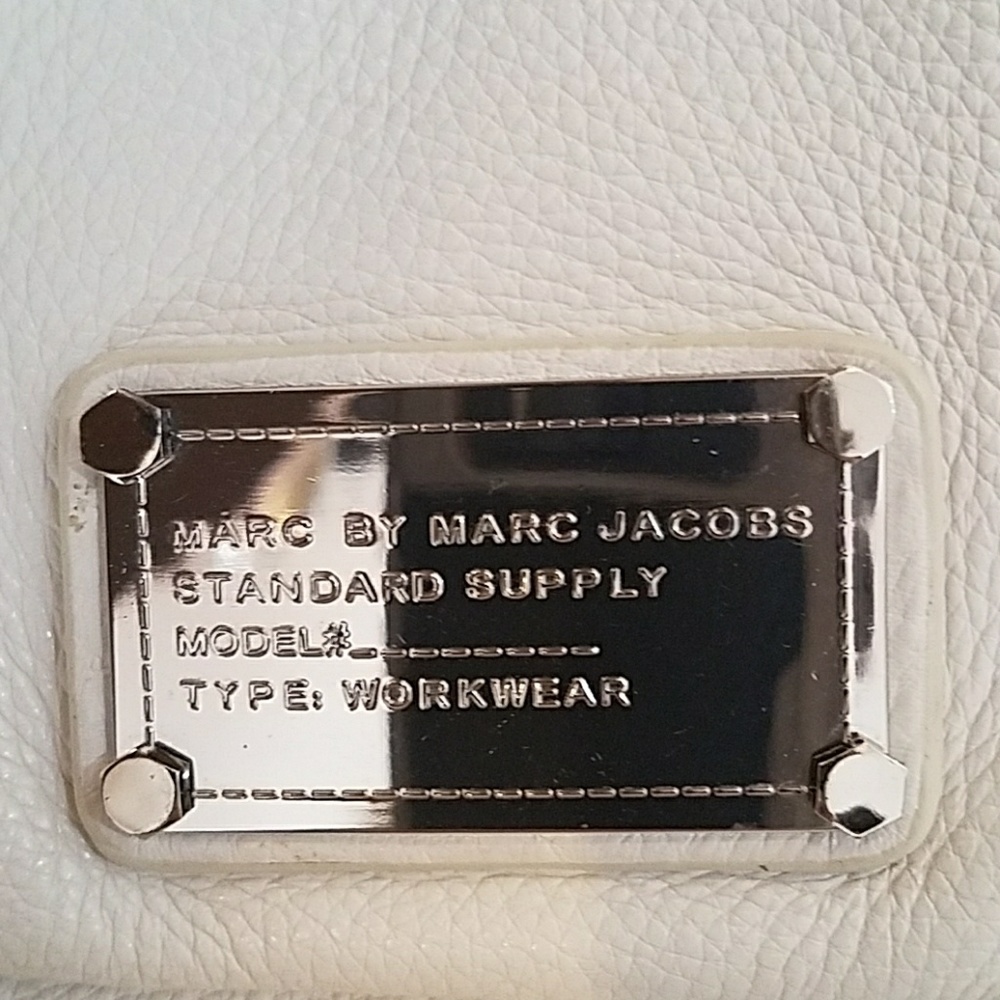 MARC BY MARC JACOBS
STANDARD SUPPLY
MODEL#_________
TYPE: WORKWEAR